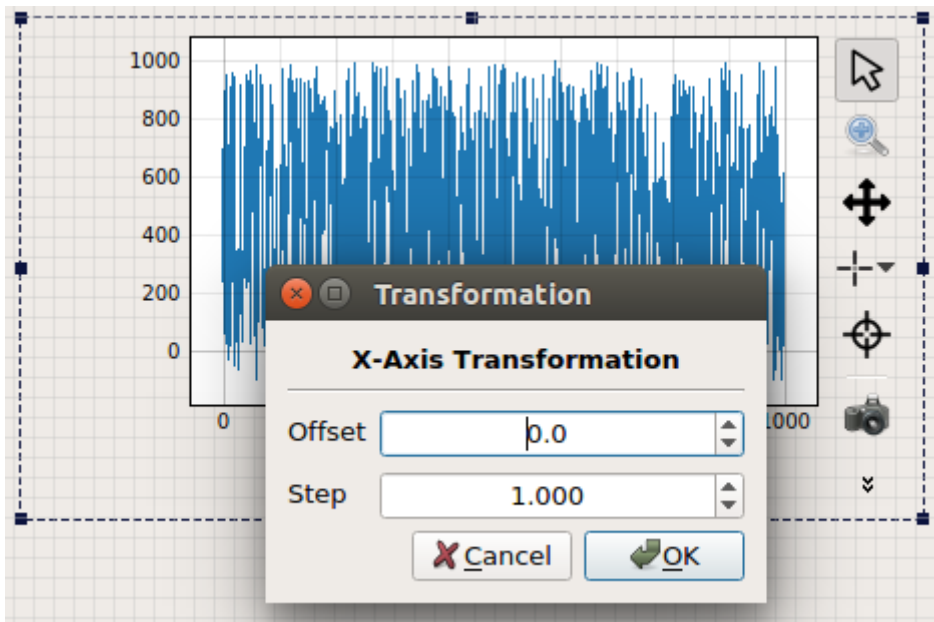 1000
800
600
400
200
0
0
1000
Transformation
X-Axis Transformation
Offset 0.0
Step 1.000
Cancel OK